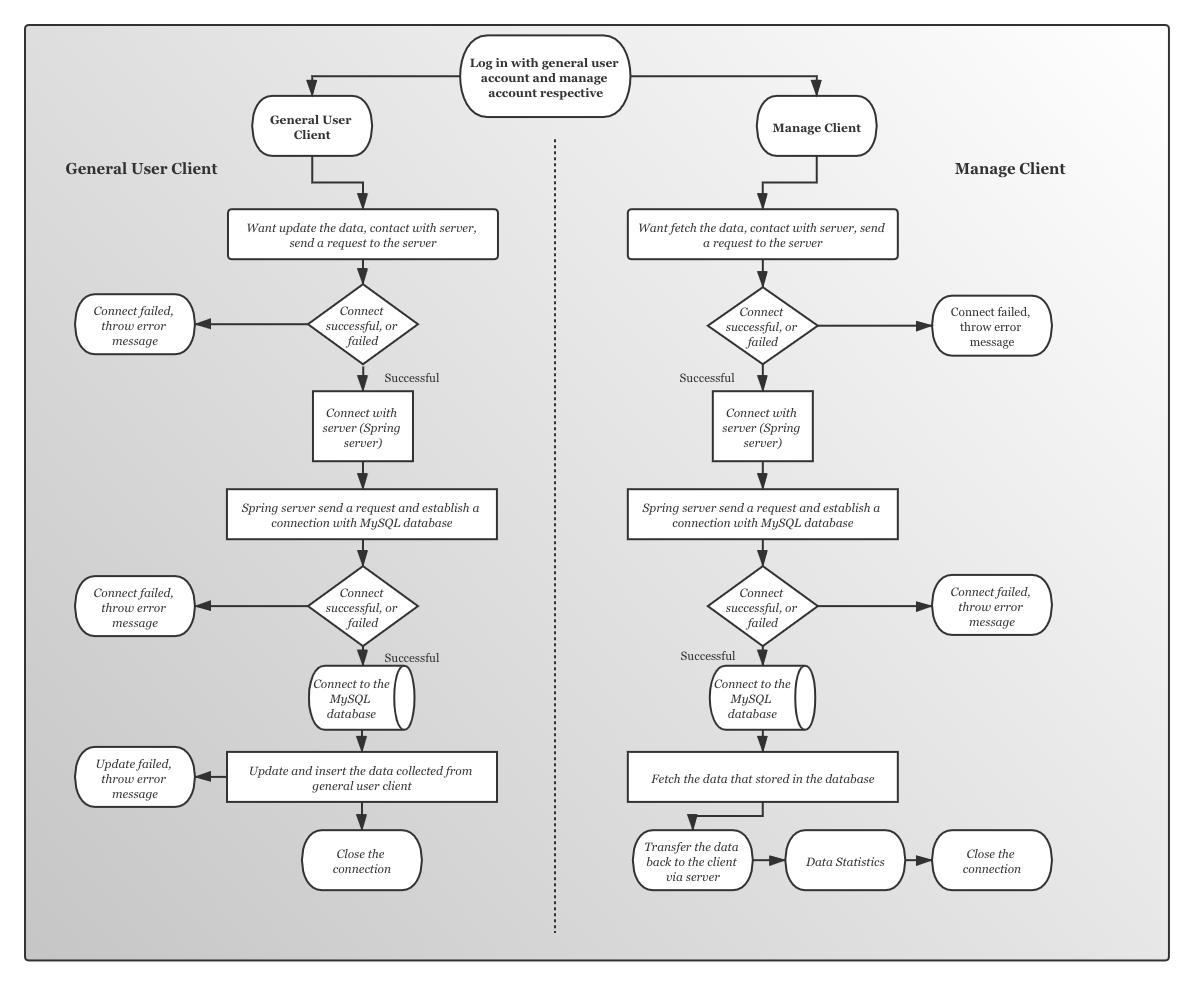 Log in with general user
account and manage
account respective
General User
Client
Manage Client
General User Client
Manage Client
Want update the data, contact with server,
send a request to the server
Want fetch the data, contact with server, send
a request to the server
Connect failed,
throw error
message
Connect
successful, or
failed
Connect
successful, or
failed
Connect failed,
throw error
message
Successful
Successful
Connect with
server (Spring
server)
Connect with
server (Spring
server)
Spring server send a request and establish a
connection with MySQL database
Spring server send a request and establish a
connection with MySQL database
Connect failed,
throw error
message
Connect
successful, or
failed
Connect
successful, or
failed
Connect failed,
throw error
message
Successful
Successful
Connect to the
MySQL
database
Connect to the
MySQL
database
Update failed,
throw error
message
Update and insert the data collected from
general user client
Fetch the data that stored in the database
Close the
connection
Transfer the data
back to the client
via server
Data Statistics
Close the
connection